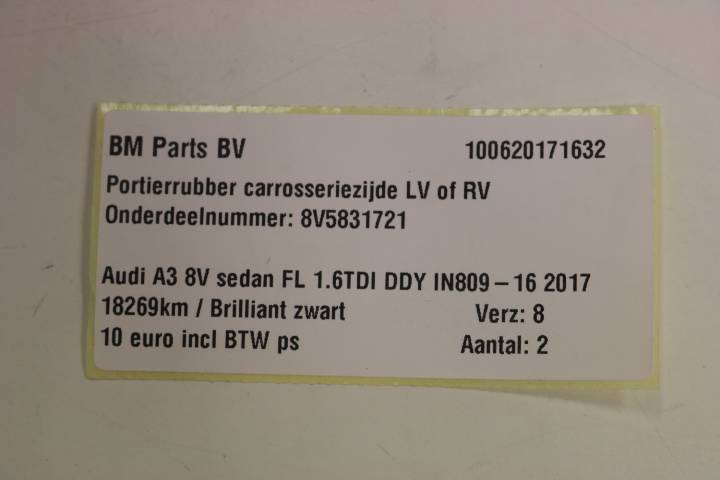 BM Parts BV 100620171632
Portierrubber carrosseriezijde LV of RV
Onderdeelnummer: 8V5831721
Audi A3 8V sedan FL 1.6TDI DDY IN809 – 16 2017
18269km / Brilliant zwart Verz: 8
10 euro incl BTW ps Aantal: 2